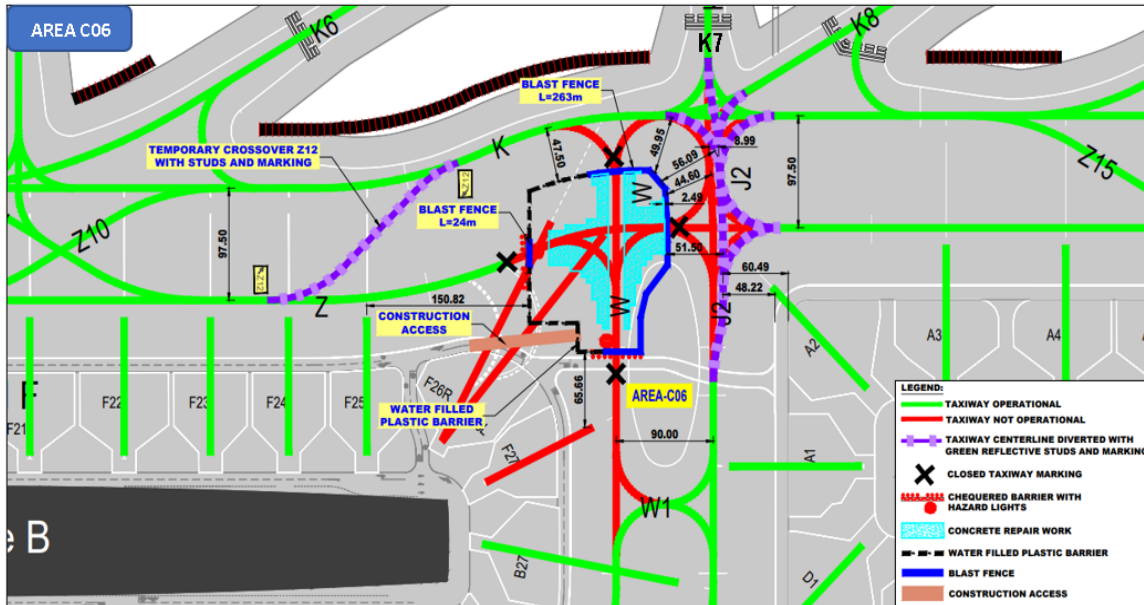 AREA C06
K6
K7
K8
BLAST FENCE
L=263m
TEMPORARY CROSSOVER Z12
WITH STUDS AND MARKING
K
47.50
49.95
56.09
44.60
8.99
2.49
J2
97.50
Z15
Z12
W
BLAST FENCE
L=24m
Z10
97.50
51.50
60.49
48.22
Z12
Z
150.82
W
J2
CONSTRUCTION
ACCESS
A2
A3
A4
F
F21
F22
F23
F24
F25
F26R
65.66
WATER FILLED
PLASTIC BARRIER
AREA-C06
90.00
F27
A1
W1
e B
B27
D1
LEGEND:
TAXIWAY OPERATIONAL
TAXIWAY NOT OPERATIONAL
TAXIWAY CENTERLINE DIVERTED WITH
GREEN REFLECTIVE STUDS AND MARKING
CLOSED TAXIWAY MARKING
CHEQUERED BARRIER WITH
HAZARD LIGHTS
CONCRETE REPAIR WORK
WATER FILLED PLASTIC BARRIER
BLAST FENCE
CONSTRUCTION ACCESS